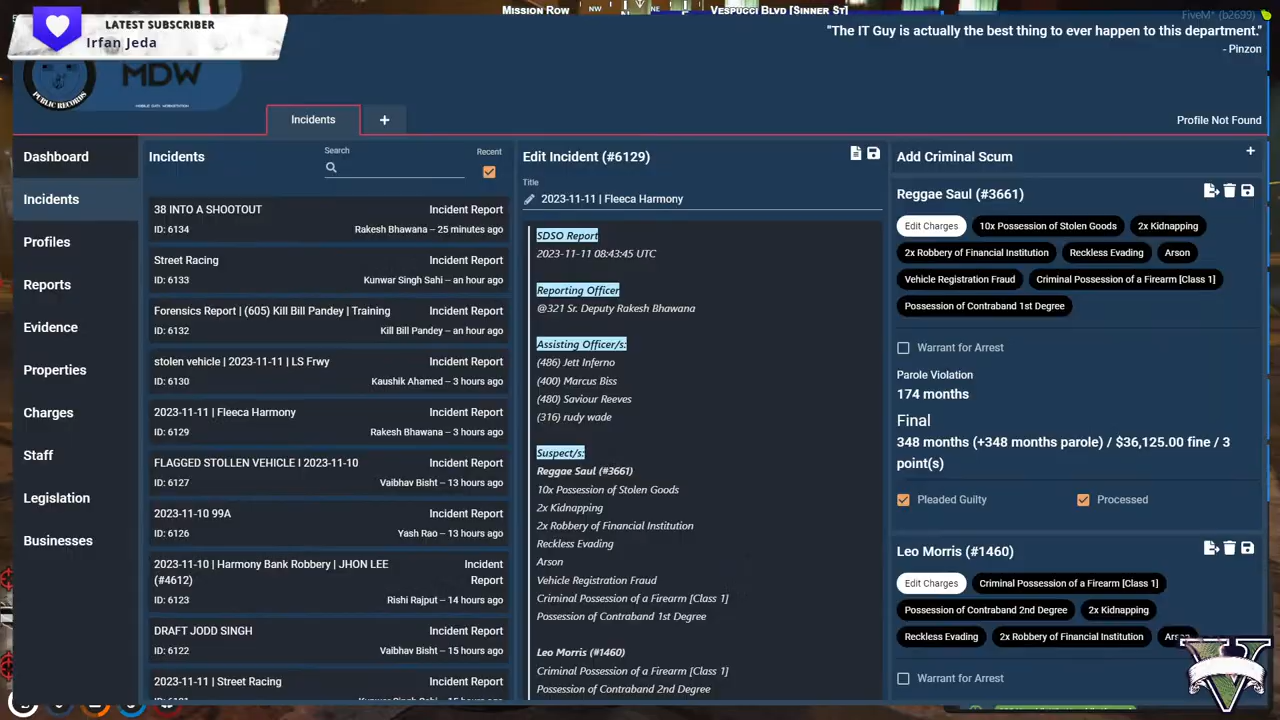 Mission Row
NW
N
Vespucci Blvd [Sinner St]
FiveM® (b2699)
LATEST SUBSCRIBER
Irfan Jeda
"The IT Guy is actually the best thing to ever happen to this department."
- Pinzon
PUBLIC RECORDS
MDW
MOBILE DATA WORKSTATION
Incidents
+
Profile Not Found
Dashboard
Incidents
Profiles
Reports
Evidence
Properties
Charges
Staff
Legislation
Businesses
Incidents
Search
Recent
38 INTO A SHOOTOUT
Incident Report
ID: 6134
Rakesh Bhawana – 25 minutes ago
Street Racing
Incident Report
ID: 6133
Kunwar Singh Sahi – an hour ago
Forensics Report | (605) Kill Bill Pandey | Training
Incident Report
ID: 6132
Kill Bill Pandey – an hour ago
stolen vehicle | 2023-11-11 | LS Frwy
Incident Report
ID: 6130
Kaushik Ahamed – 3 hours ago
2023-11-11 | Fleeca Harmony
Incident Report
ID: 6129
Rakesh Bhawana – 3 hours ago
FLAGGED STOLLEN VEHICLE I 2023-11-10
Incident Report
ID: 6127
Vaibhav Bisht – 13 hours ago
2023-11-10 99A
Incident Report
ID: 6126
Yash Rao – 13 hours ago
2023-11-10 | Harmony Bank Robbery | JHON LEE
(#4612)
Incident
Report
ID: 6123
Rishi Rajput – 14 hours ago
DRAFT JODD SINGH
Incident Report
ID: 6122
Vaibhav Bisht – 15 hours ago
2023-11-11 | Street Racing
Incident Report
Edit Incident (#6129)
Title
2023-11-11 | Fleeca Harmony
SDSO Report
2023-11-11 08:43:45 UTC
Reporting Officer
@321 Sr. Deputy Rakesh Bhawana
Assisting Officer/s:
(486) Jett Inferno
(400) Marcus Biss
(480) Saviour Reeves
(316) rudy wade
Suspect/s:
Reggae Saul (#3661)
10x Possession of Stolen Goods
2x Kidnapping
2x Robbery of Financial Institution
Reckless Evading
Arson
Vehicle Registration Fraud
Criminal Possession of a Firearm [Class 1]
Possession of Contraband 1st Degree
Leo Morris (#1460)
Criminal Possession of a Firearm [Class 1]
Possession of Contraband 2nd Degree
Add Criminal Scum
+
Reggae Saul (#3661)
Edit Charges
10x Possession of Stolen Goods
2x Kidnapping
2x Robbery of Financial Institution
Reckless Evading
Arson
Vehicle Registration Fraud
Criminal Possession of a Firearm [Class 1]
Possession of Contraband 1st Degree
Warrant for Arrest
Parole Violation
174 months
Final
348 months (+348 months parole) / $36,125.00 fine / 3
point(s)
Pleaded Guilty
Processed
Leo Morris (#1460)
Edit Charges
Criminal Possession of a Firearm [Class 1]
Possession of Contraband 2nd Degree
2x Kidnapping
Reckless Evading
2x Robbery of Financial Institution
Arson
Warrant for Arrest